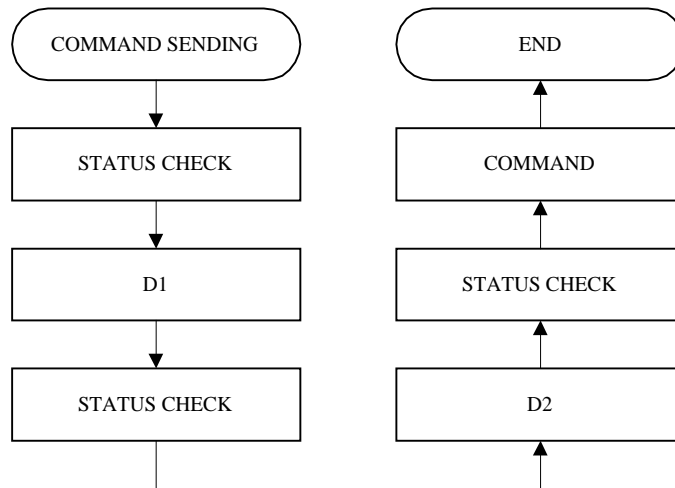 COMMAND SENDING
STATUS CHECK
D1
STATUS CHECK
D2
STATUS CHECK
COMMAND
END